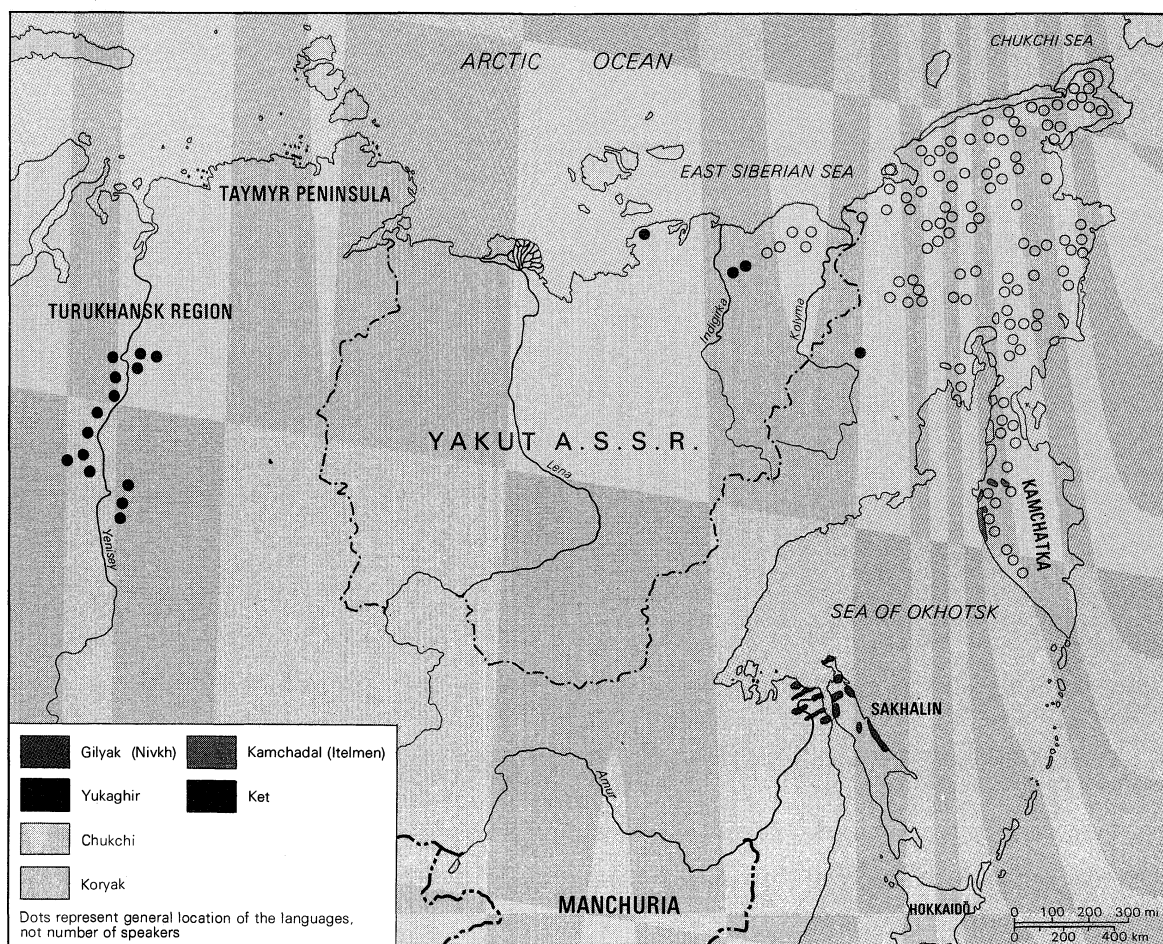 CHUKCHI SEA
ARCTIC OCEAN
EAST SIBERIAN SEA
TAYMYR PENINSULA
TURUKHANSK REGION
Indigirka
Kolyma
YAKUT A.S.S.R.
Lena
KAMCHATKA
Yenisey
SEA OF OKHOTSK
SAKHALIN
Amur
MANCHURIA
HOKKAIDO
Gilyak (Nivkh)
Kamchadal (Itelmen)
Yukaghir
Ket
Chukchi
Koryak
Dots represent general location of the languages,
not number of speakers
0 100 200 300 mi
0 200 400 km